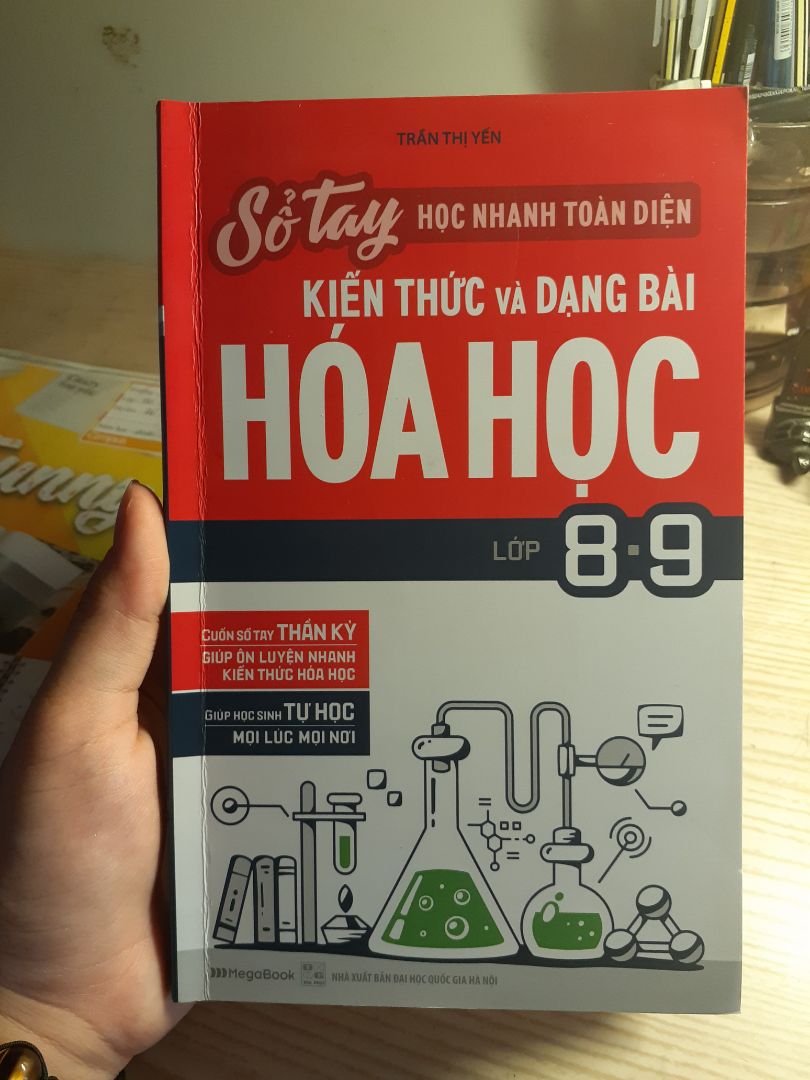 TRẦN THỊ YẾN
Sổ tay HỌC NHANH TOÀN DIỆN
KIẾN THỨC VÀ DẠNG BÀI
HÓA HỌC
LỚP 8-9
CUỐN SỔ TAY THẦN KỲ
GIÚP ÔN LUYỆN NHANH
KIẾN THỨC HÓA HỌC
GIÚP HỌC SINH TỰ HỌC
MỌI LÚC MỌI NƠI
MegaBook
NHÀ XUẤT BẢN ĐẠI HỌC QUỐC GIA HÀ NỘI